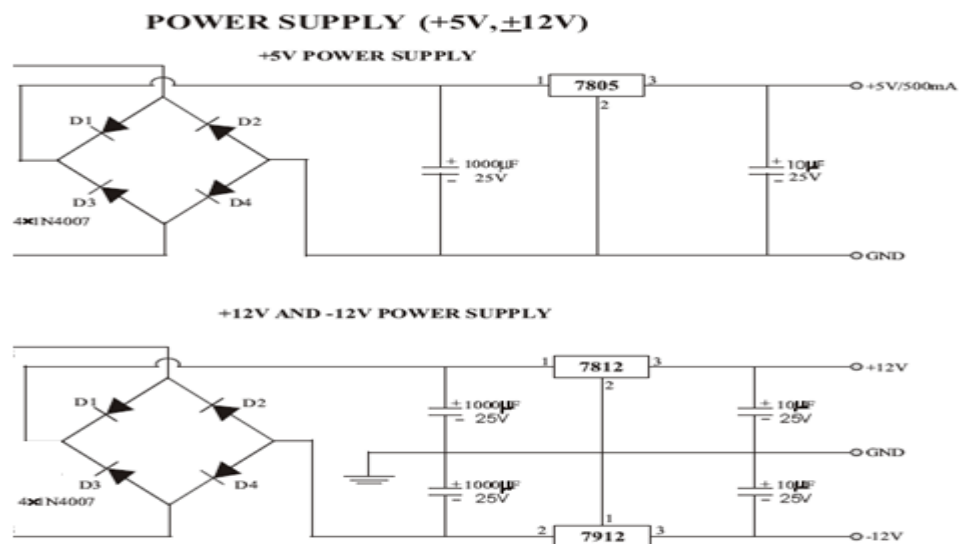 POWER SUPPLY (+5V, ±12V)
+5V POWER SUPPLY
1 7805 3
2
+5V/500mA
D1 D2
D3 D4
4×1N4007
+ 1000µF
− 25V
+ 10µF
− 25V
GND
+12V AND -12V POWER SUPPLY
1 7812 3
2
+12V
D1 D2
D3 D4
4×1N4007
+ 1000µF
− 25V
+ 10µF
− 25V
GND
+ 1000µF
− 25V
+ 10µF
− 25V
1
2 7912 3
-12V